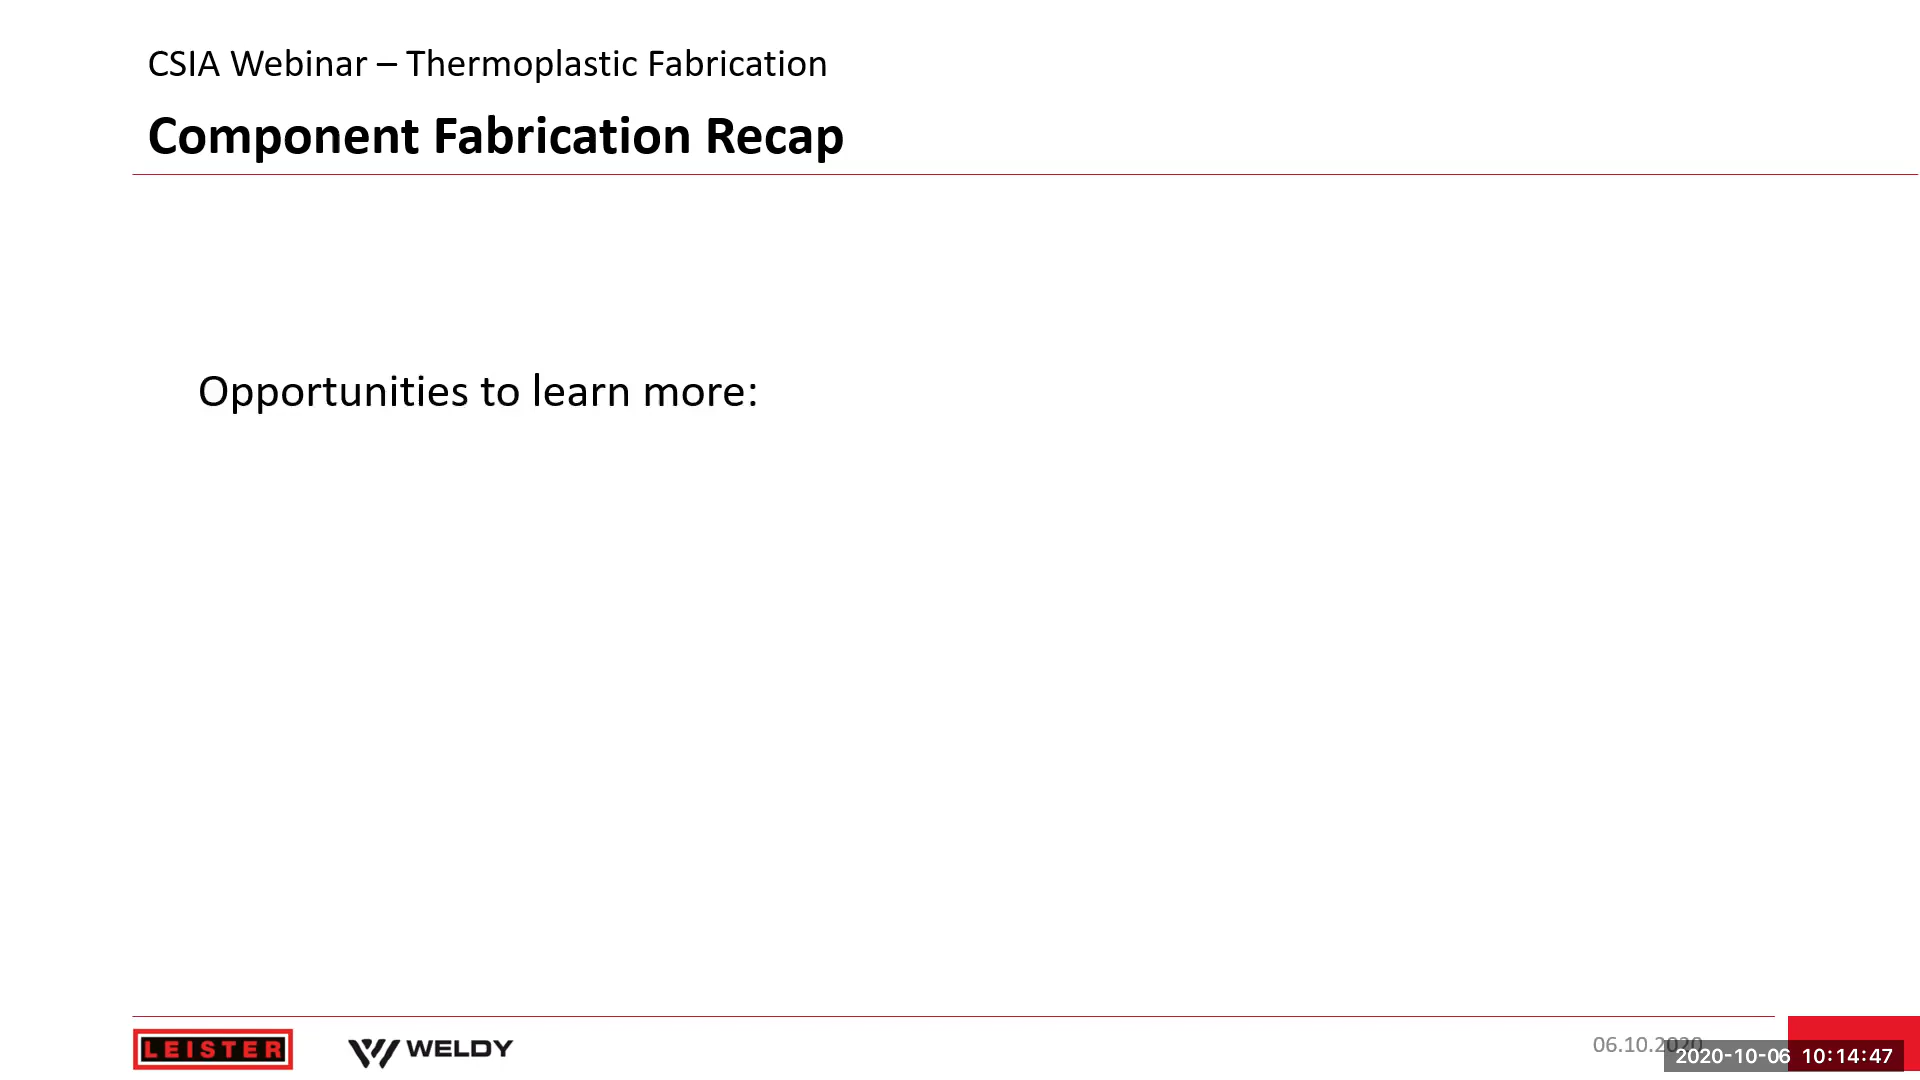 CSIA Webinar – Thermoplastic Fabrication
Component Fabrication Recap
Opportunities to learn more:
LEISTER
WELDY
06.10.2020
2020-10-06 10:14:47